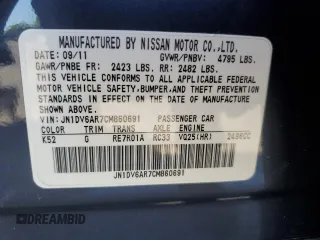 MANUFACTURED BY NISSAN MOTOR CO.,LTD.
DATE: 09/11 GVWR/PNBV: 4795 LBS.
GAWR/PNBE FR: 2423 LBS. RR: 2482 LBS.
THIS VEHICLE CONFORMS TO ALL APPLICABLE FEDERAL
MOTOR VEHICLE SAFETY, BUMPER, AND THEFT PREVENTION
STANDARDS IN EFFECT ON THE DATE OF MANUFACTURE
SHOWN ABOVE.
VIN:JN1DV6AR7CM860691 PASSENGER CAR
COLOR TRIM TRANS AXLE ENGINE
K52 G RE7R01A RC33 VQ25(HR) 2496CC
JN1DV6AR7CM860691